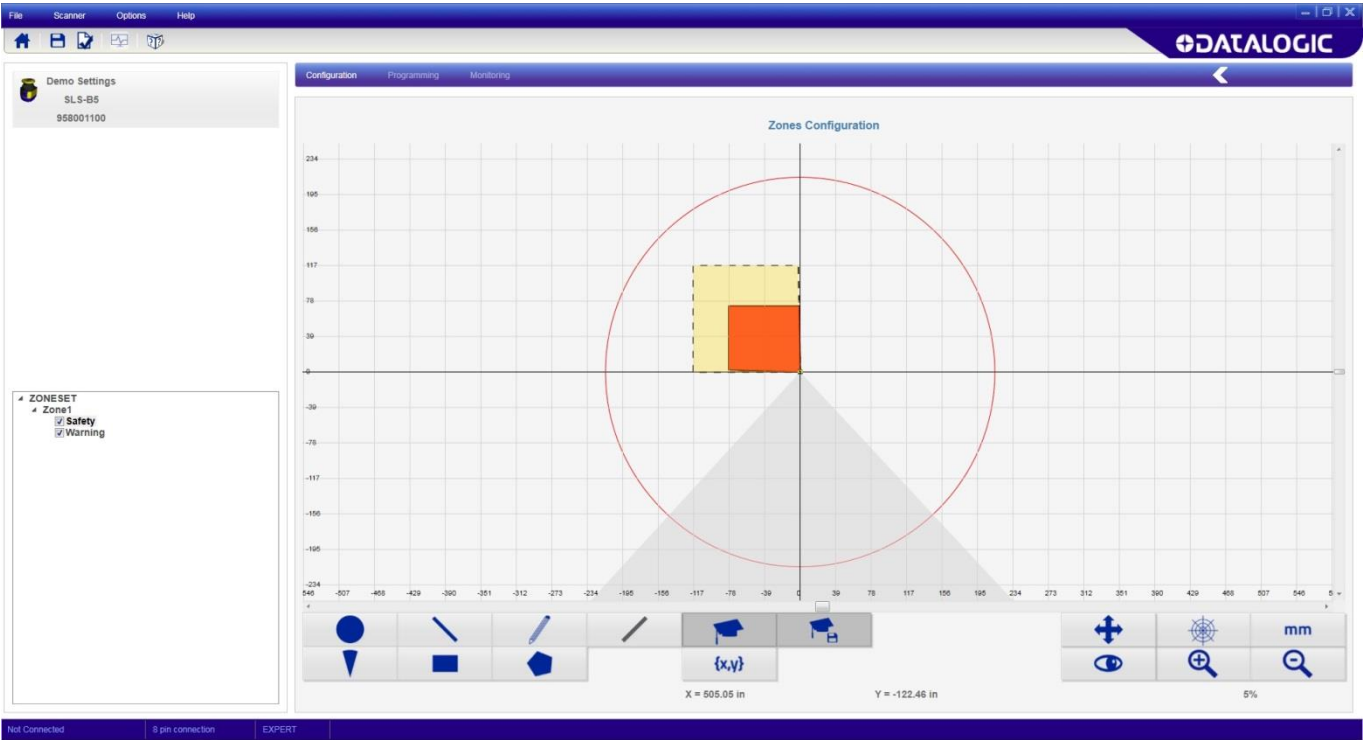 File Scanner Options Help
DATALOGIC
Demo Settings
SLS-B5
958001100
Configuration Programming Monitoring
Zones Configuration
234
195
156
117
78
39
0
-39
-78
-117
-156
-195
-234
546 -507 -468 -429 -390 -351 -312 -273 -234 -195 -156 -117 -78 -39 0 39 78 117 156 195 234 273 312 351 390 429 468 507 546 5
ZONESET
Zone1
Safety
Warning
mm
{x,y}
X = 505.05 in Y = -122.46 in 5%
Not Connected 8 pin connection EXPERT